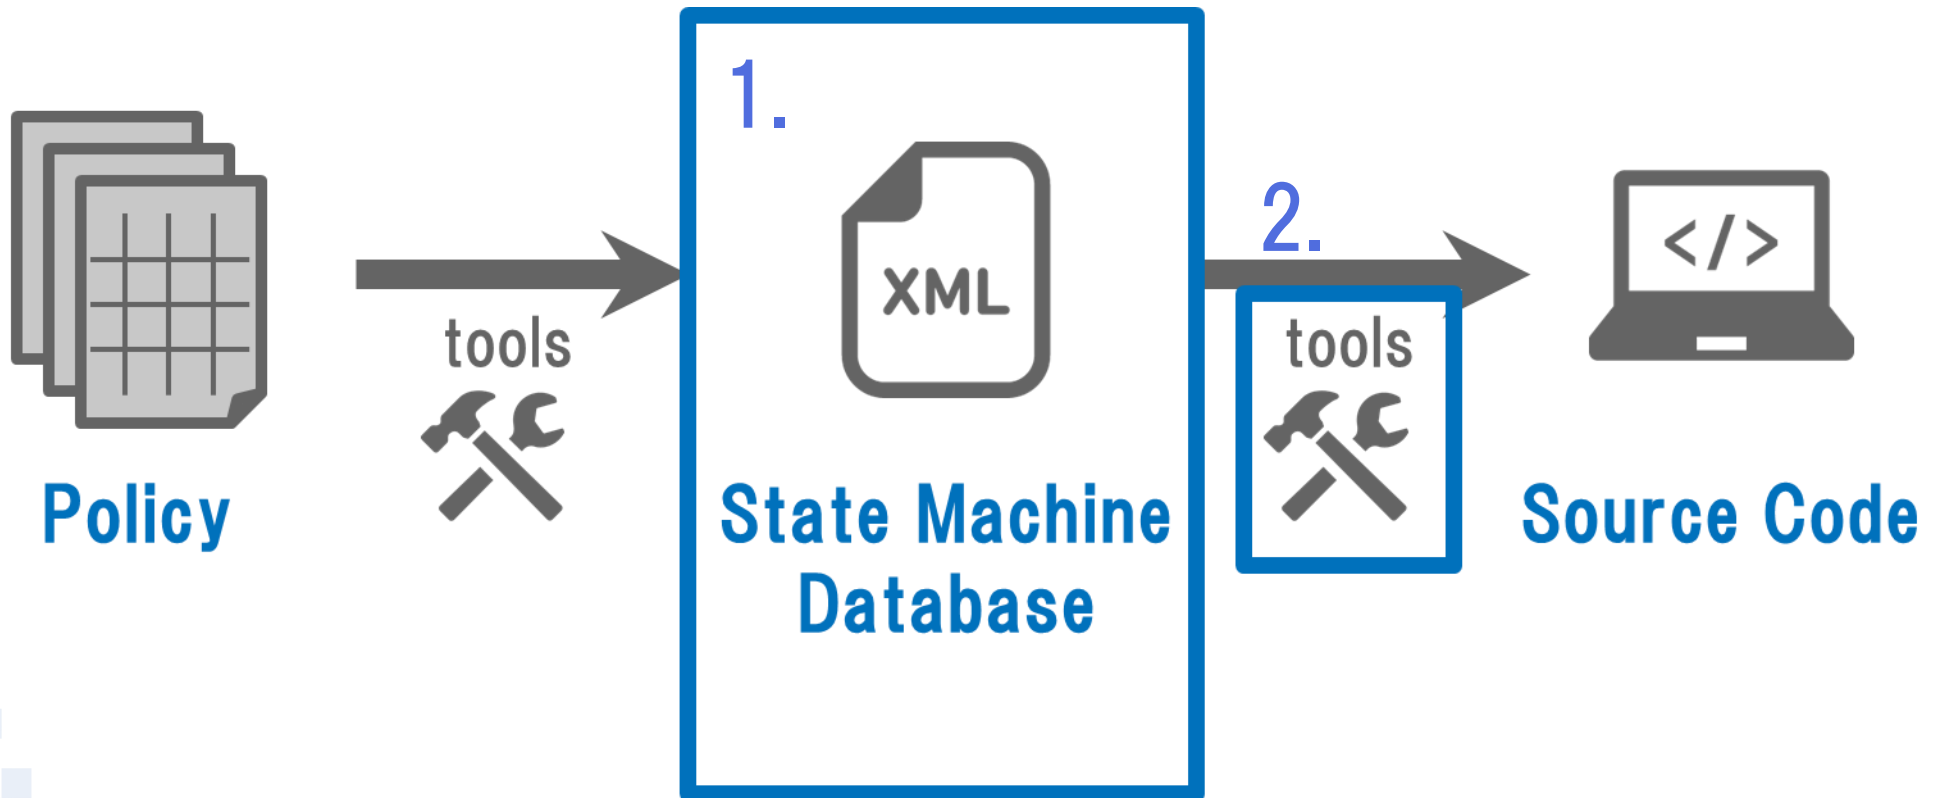 1.
XML
2.
</>
tools
tools
Policy
State Machine
Database
Source Code